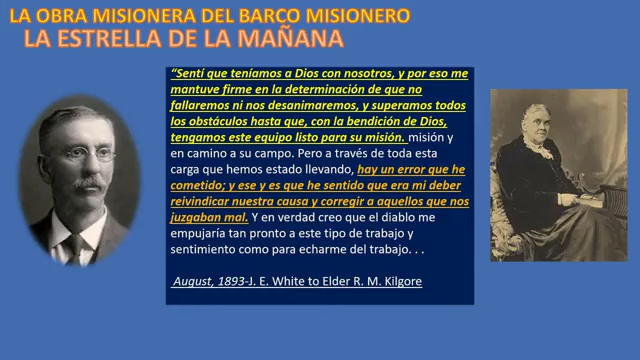 LA OBRA MISIONERA DEL BARCO MISIONERO
LA ESTRELLA DE LA MAÑANA
“Sentí que teníamos a Dios con nosotros, y por eso me
mantuve firme en la determinación de que no
fallaremos ni nos desanimaremos, y superamos todos
los obstáculos hasta que, con la bendición de Dios,
tengamos este equipo listo para su misión. misión y
en camino a su campo. Pero a través de toda esta
carga que hemos estado llevando, hay un error que he
cometido; y ese y es que he sentido que era mi deber
reivindicar nuestra causa y corregir a aquellos que nos
juzgaban mal. Y en verdad creo que el diablo me
empujaría tan pronto a este tipo de trabajo y
sentimiento como para echarme del trabajo. . .
August, 1893-J. E. White to Elder R. M. Kilgore